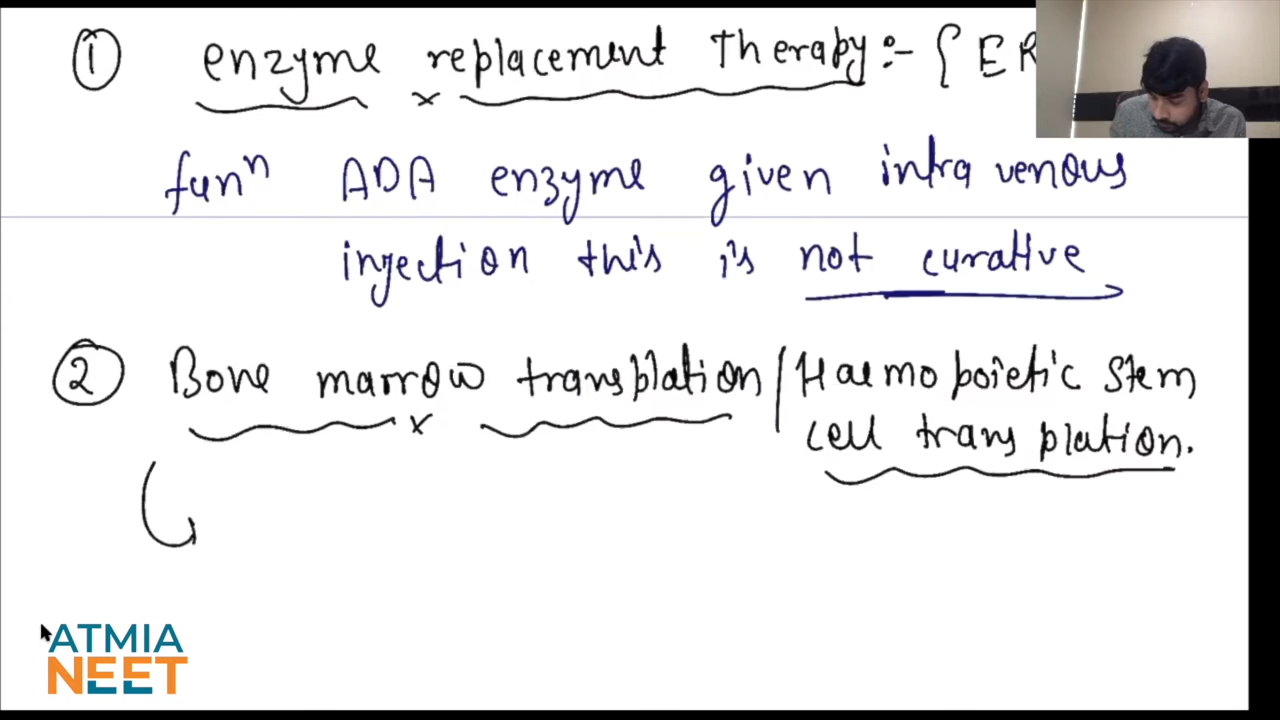 ① enzyme replacement Therapy :- { ER
funⁿ ADA enzyme given intra venous
injection this is not curative
② Bone marrow transplation / Haemopoietic Stem
cell transplation.
ATMIA
NEET